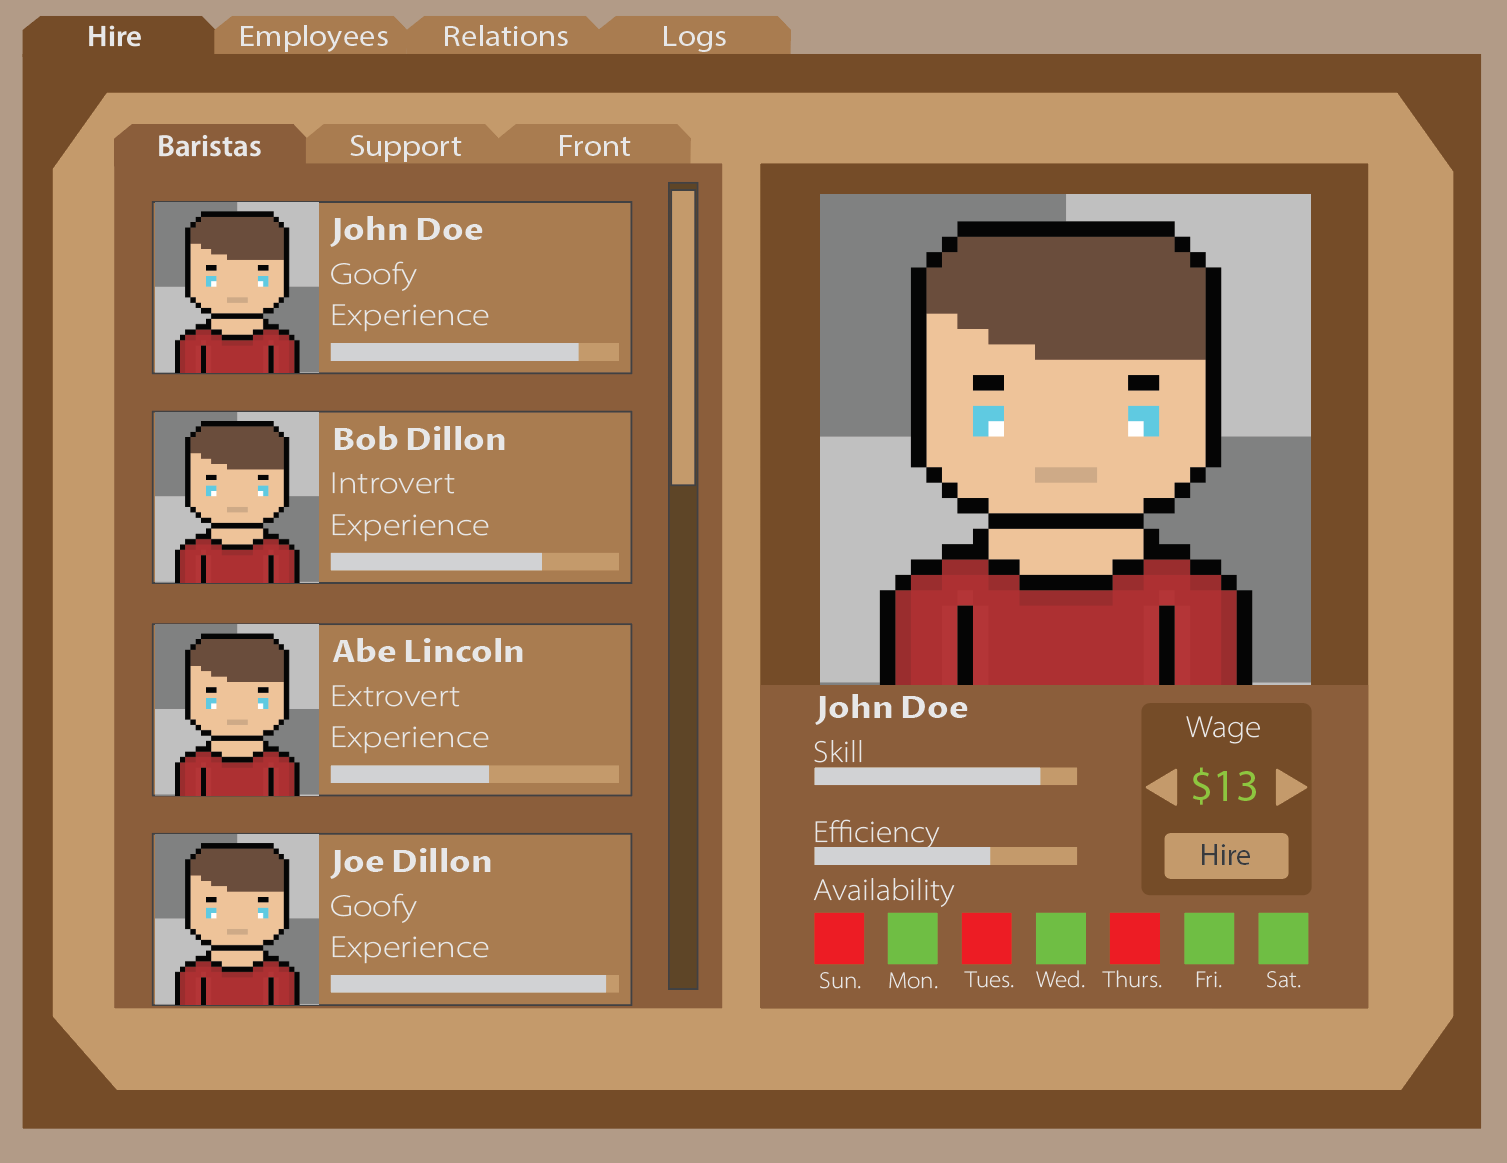 Hire
Employees
Relations
Logs
Baristas
Support
Front
John Doe
Goofy
Experience
Bob Dillon
Introvert
Experience
Abe Lincoln
Extrovert
Experience
Joe Dillon
Goofy
Experience
John Doe
Skill
Efficiency
Availability
Wage
$13
Hire
Sun. Mon. Tues. Wed. Thurs. Fri. Sat.